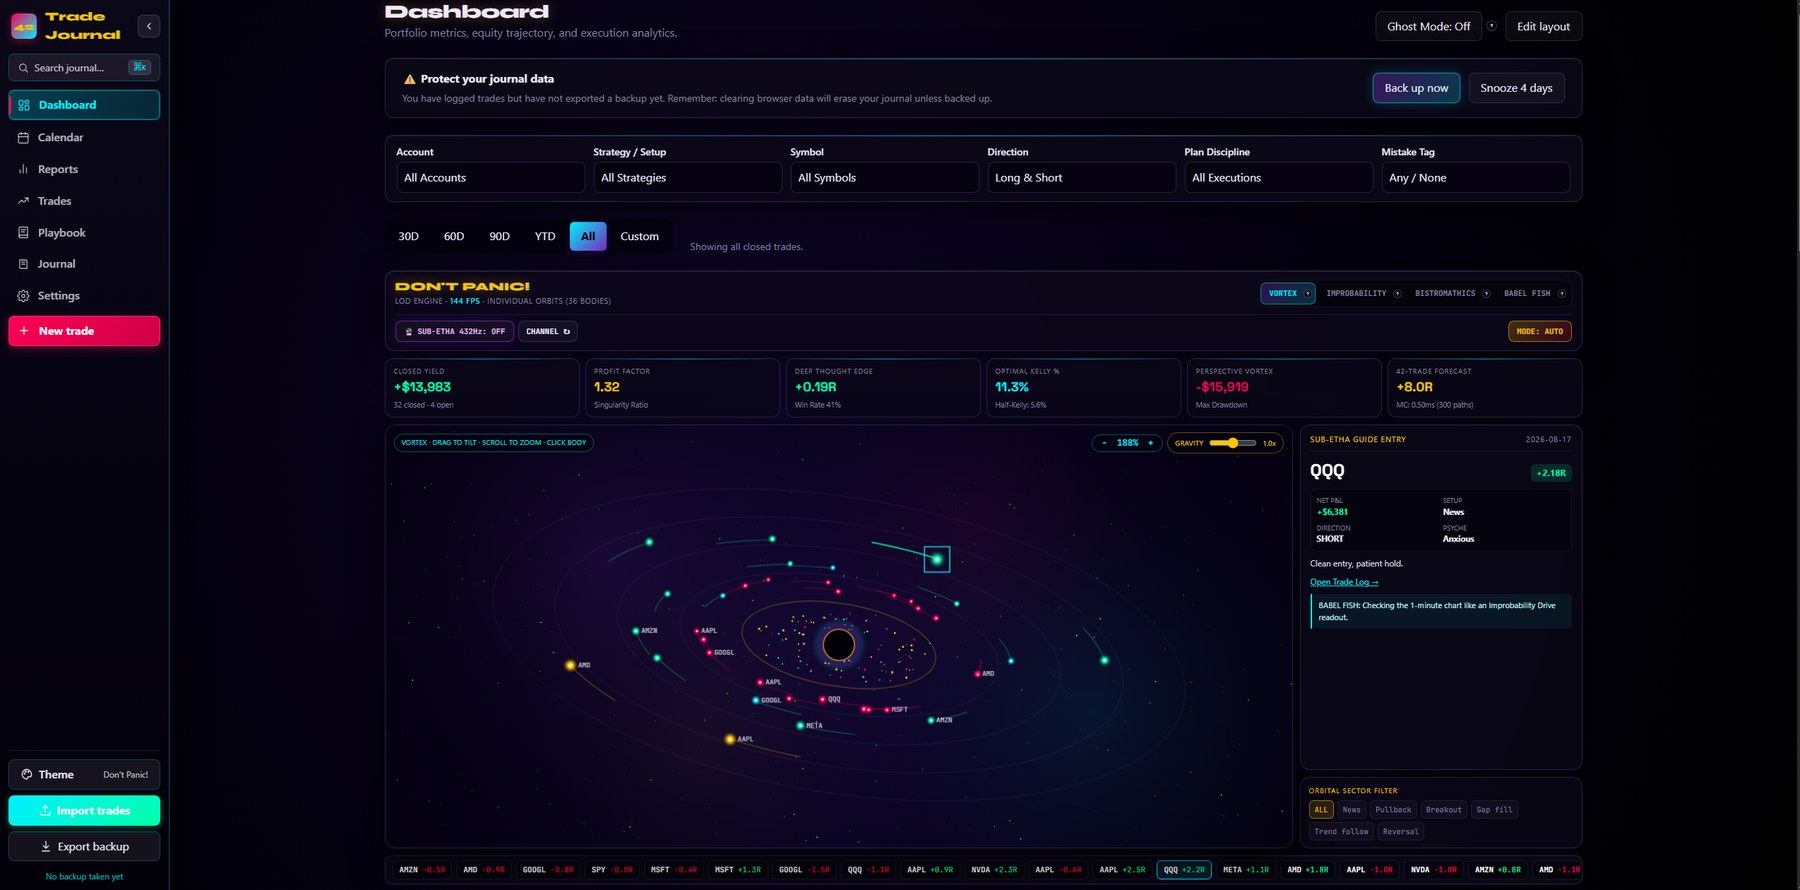 42
Trade
Journal
Search journal...
⌘K
Dashboard
Calendar
Reports
Trades
Playbook
Journal
Settings
+ New trade
Theme
Don't Panic!
Import trades
Export backup
No backup taken yet
Dashboard
Portfolio metrics, equity trajectory, and execution analytics.
Ghost Mode: Off
?
Edit layout
Protect your journal data
You have logged trades but have not exported a backup yet. Remember: clearing browser data will erase your journal unless backed up.
Back up now
Snooze 4 days
Account
All Accounts
Strategy / Setup
All Strategies
Symbol
All Symbols
Direction
Long & Short
Plan Discipline
All Executions
Mistake Tag
Any / None
30D 60D 90D YTD All Custom
Showing all closed trades.
DON'T PANIC!
LOD ENGINE · 144 FPS · INDIVIDUAL ORBITS (36 BODIES)
VORTEX ? IMPROBABILITY ? BISTROMATHICS ? BABEL FISH ?
SUB-ETHA 432Hz: OFF
CHANNEL ↻
MODE: AUTO
CLOSED YIELD
+$13,983
32 closed · 4 open
PROFIT FACTOR
1.32
Singularity Ratio
DEEP THOUGHT EDGE
+0.19R
Win Rate 41%
OPTIMAL KELLY %
11.3%
Half-Kelly: 5.6%
PERSPECTIVE VORTEX
-$15,919
Max Drawdown
42-TRADE FORECAST
+8.0R
MC: 0.50ms (300 paths)
VORTEX · DRAG TO TILT · SCROLL TO ZOOM · CLICK BODY
- 188% +
GRAVITY 1.0x
AMZN
AAPL
GOOGL
AMD
AMD
AAPL
GOOGL
QQQ
MSFT
AMZN
META
AAPL
SUB-ETHA GUIDE ENTRY
2026-08-17
QQQ
+2.18R
NET P&L
+$6,381
SETUP
News
DIRECTION
SHORT
PSYCHE
Anxious
Clean entry, patient hold.
Open Trade Log →
BABEL FISH: Checking the 1-minute chart like an Improbability Drive
readout.
ORBITAL SECTOR FILTER
ALL News Pullback Breakout Gap fill
Trend follow Reversal
AMZN -0.5R AMD -0.9R GOOGL -0.8R SPY -0.5R MSFT -0.4R MSFT +1.3R GOOGL -1.5R QQQ -1.1R AAPL +0.9R NVDA +2.3R AAPL -0.6R AAPL +2.5R QQQ +2.2R META +1.1R AMD +1.8R AAPL NVDA AMZN +0.8R AMD